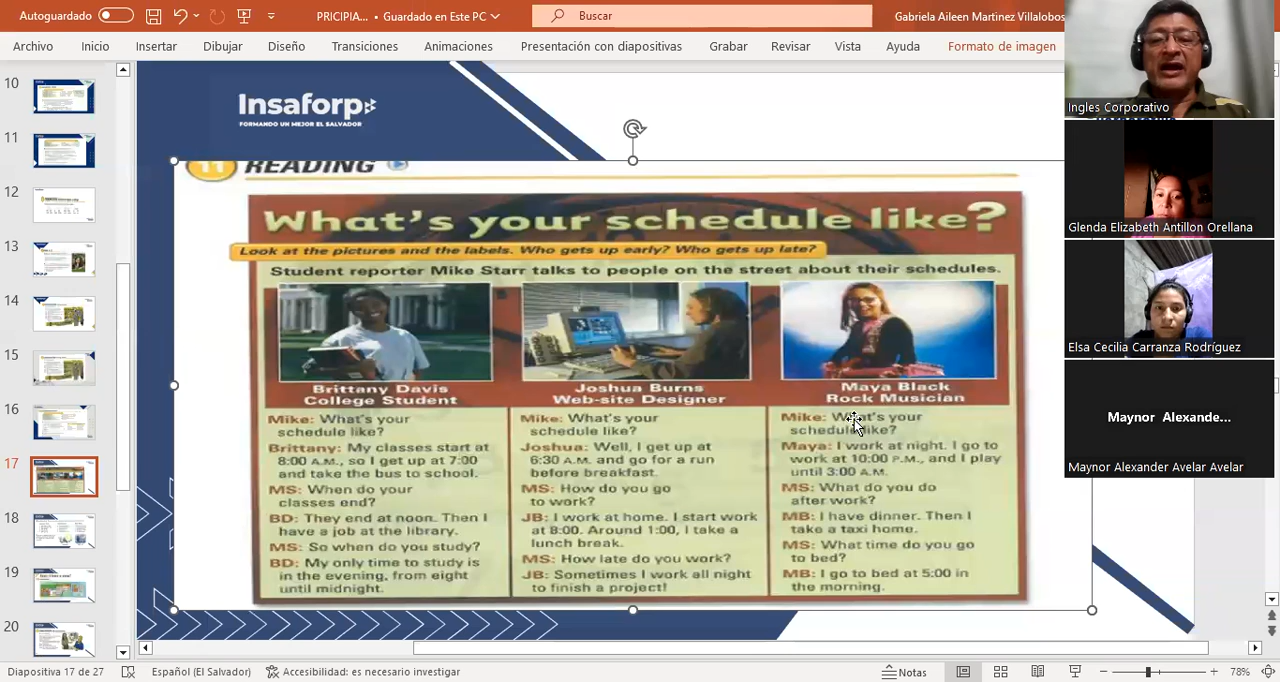 Autoguardado
PRICIPIA... • Guardado en Este PC
Buscar
Gabriela Aileen Martinez Villalobos
Archivo Inicio Insertar Dibujar Diseño Transiciones Animaciones Presentación con diapositivas Grabar Revisar Vista Ayuda Formato de imagen
10
11
12
13
14
15
16
17
18
19
20
Insaforp
FORMANDO UN MEJOR EL SALVADOR
11 READING
What's your schedule like?
Look at the pictures and the labels. Who gets up early? Who gets up late?
Student reporter Mike Starr talks to people on the street about their schedules.
Brittany Davis
College Student
Mike: What's your
schedule like?
Brittany: My classes start at
8:00 A.M., so I get up at 7:00
and take the bus to school.
MS: When do your
classes end?
BD: They end at noon. Then I
have a job at the library.
MS: So when do you study?
BD: My only time to study is
in the evening, from eight
until midnight.
Joshua Burns
Web-site Designer
Mike: What's your
schedule like?
Joshua: Well, I get up at
6:30 A.M. and go for a run
before breakfast.
MS: How do you go
to work?
JB: I work at home. I start work
at 8:00. Around 1:00, I take a
lunch break.
MS: How late do you work?
JB: Sometimes I work all night
to finish a project!
Maya Black
Rock Musician
Mike: What's your
schedule like?
Maya: I work at night. I go to
work at 10:00 P.M., and I play
until 3:00 A.M.
MS: What do you do
after work?
MB: I have dinner. Then I
take a taxi home.
MS: What time do you go
to bed?
MB: I go to bed at 5:00 in
the morning.
Ingles Corporativo
Glenda Elizabeth Antillon Orellana
Elsa Cecilia Carranza Rodríguez
Maynor Alexande...
Maynor Alexander Avelar Avelar
Diapositiva 17 de 27
Español (El Salvador)
Accesibilidad: es necesario investigar
Notas
78%